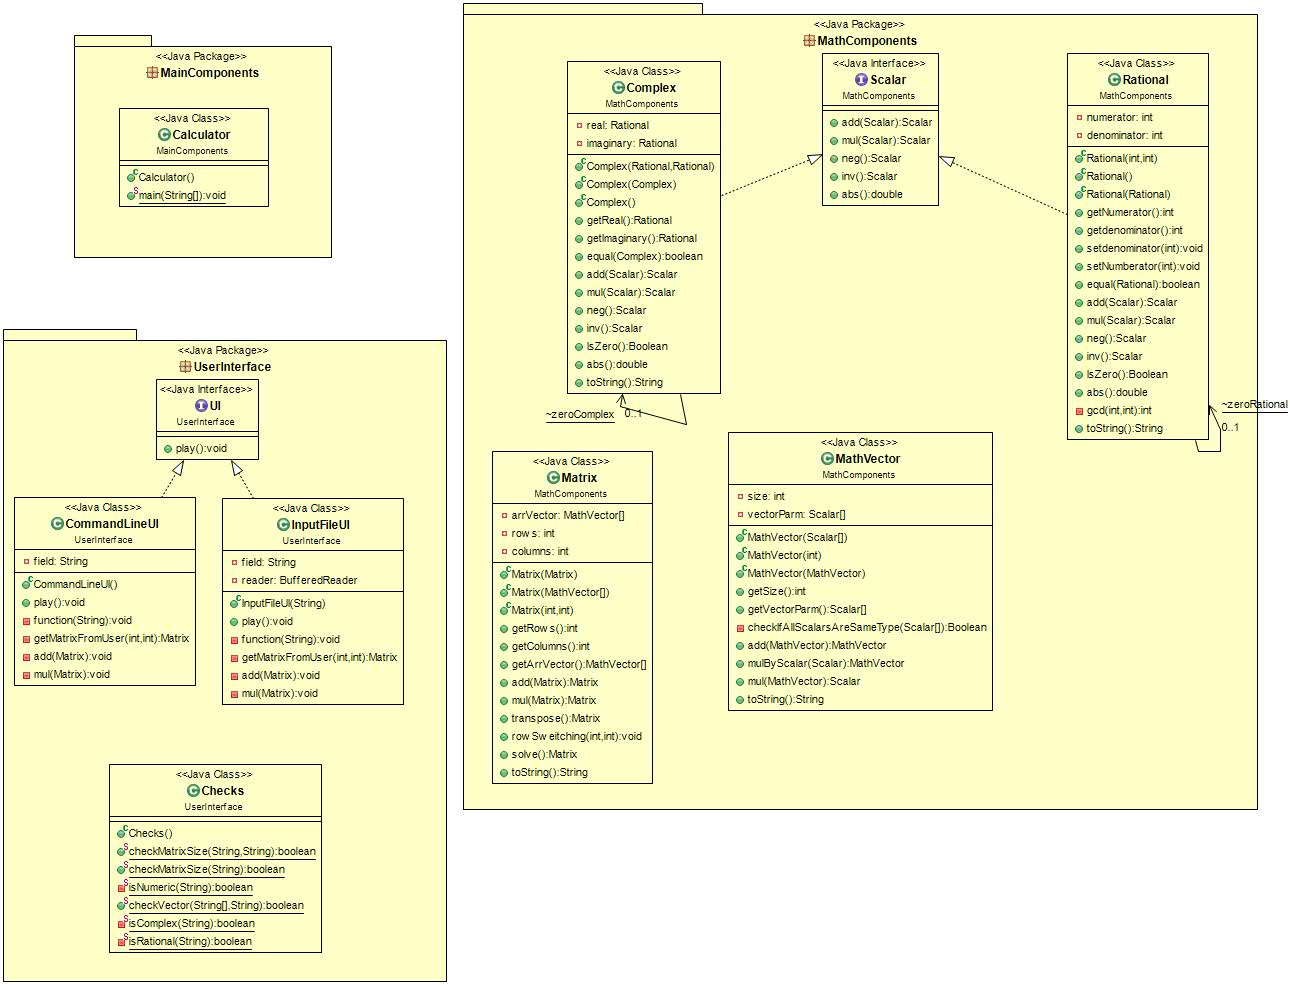 <<Java Package>>
MainComponents
<<Java Class>>
Calculator
MainComponents
Calculator()
main(String[]):void
<<Java Package>>
MathComponents
<<Java Class>>
Complex
MathComponents
real: Rational
imaginary: Rational
Complex(Rational,Rational)
Complex(Complex)
Complex()
getReal():Rational
getImaginary():Rational
equal(Complex):boolean
add(Scalar):Scalar
mul(Scalar):Scalar
neg():Scalar
inv():Scalar
IsZero():Boolean
abs():double
toString():String
~zeroComplex
0..1
<<Java Interface>>
Scalar
MathComponents
add(Scalar):Scalar
mul(Scalar):Scalar
neg():Scalar
inv():Scalar
abs():double
<<Java Class>>
Rational
MathComponents
numerator: int
denominator: int
Rational(int,int)
Rational()
Rational(Rational)
getNumerator():int
getdenominator():int
setdenominator(int):void
setNumberator(int):void
equal(Rational):boolean
add(Scalar):Scalar
mul(Scalar):Scalar
neg():Scalar
inv():Scalar
IsZero():Boolean
abs():double
gcd(int,int):int
toString():String
~zeroRational
0..1
<<Java Class>>
Matrix
MathComponents
arrVector: MathVector[]
rows: int
columns: int
Matrix(Matrix)
Matrix(MathVector[])
Matrix(int,int)
getRows():int
getColumns():int
getArrVector():MathVector[]
add(Matrix):Matrix
mul(Matrix):Matrix
transpose():Matrix
rowSweitching(int,int):void
solve():Matrix
toString():String
<<Java Class>>
MathVector
MathComponents
size: int
vectorParm: Scalar[]
MathVector(Scalar[])
MathVector(int)
MathVector(MathVector)
getSize():int
getVectorParm():Scalar[]
checkIfAllScalarsAreSameType(Scalar[]):Boolean
add(MathVector):MathVector
mulByScalar(Scalar):MathVector
mul(MathVector):Scalar
toString():String
<<Java Package>>
UserInterface
<<Java Interface>>
UI
UserInterface
play():void
<<Java Class>>
CommandLineUI
UserInterface
field: String
CommandLineUI()
play():void
function(String):void
getMatrixFromUser(int,int):Matrix
add(Matrix):void
mul(Matrix):void
<<Java Class>>
InputFileUI
UserInterface
field: String
reader: BufferedReader
InputFileUI(String)
play():void
function(String):void
getMatrixFromUser(int,int):Matrix
add(Matrix):void
mul(Matrix):void
<<Java Class>>
Checks
UserInterface
Checks()
checkMatrixSize(String,String):boolean
checkMatrixSize(String):boolean
isNumeric(String):boolean
checkVector(String[],String):boolean
isComplex(String):boolean
isRational(String):boolean